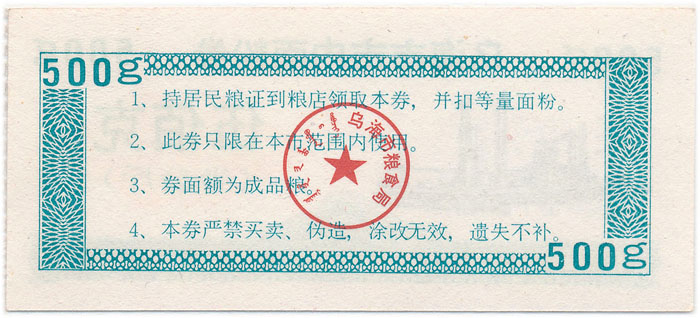 500g
1、持居民粮证到粮店领取本券，并扣等量面粉。
2、此券只限在本市范围内使用。
3、券面额为成品粮。
4、本券严禁买卖、伪造，涂改无效，遗失不补。
乌海市粮食局
500g